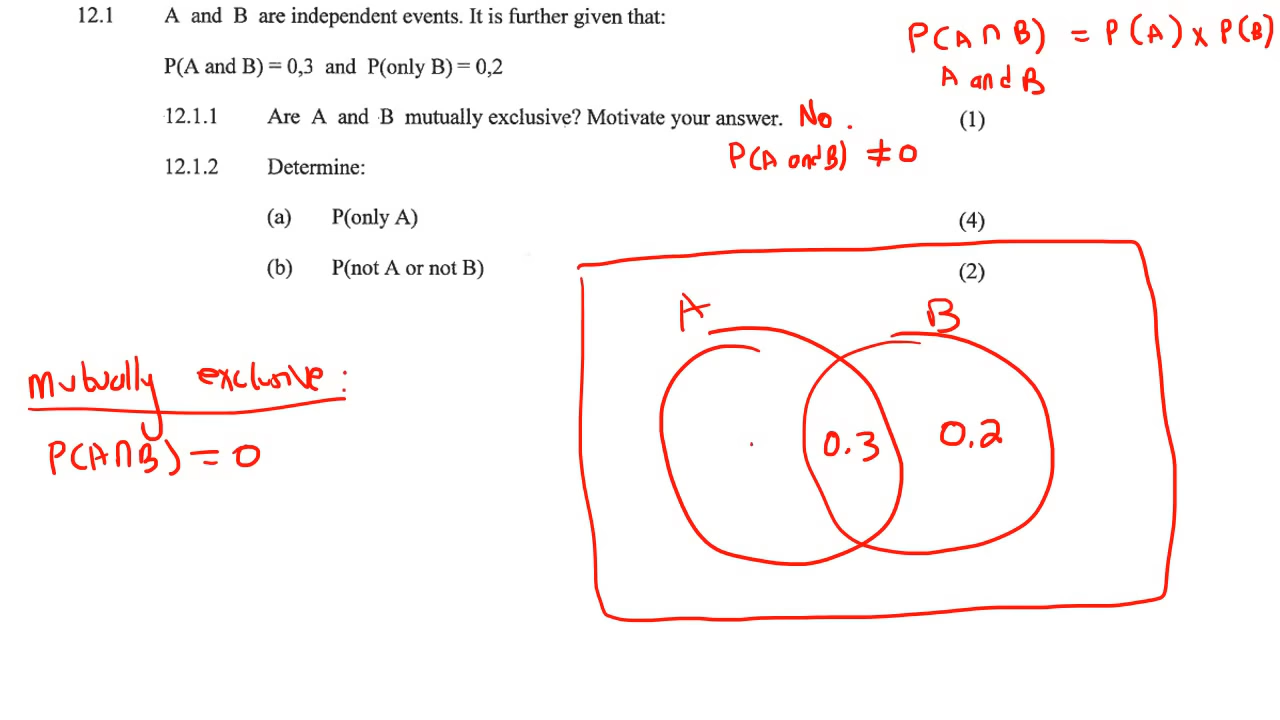 12.1 A and B are independent events. It is further given that:
P(A ∩ B) = P(A) x P(B)
P(A and B) = 0,3 and P(only B) = 0,2
A and B
12.1.1 Are A and B mutually exclusive? Motivate your answer. No. (1)
P(A and B) ≠ 0
12.1.2 Determine:
(a) P(only A) (4)
(b) P(not A or not B) (2)
A B
mutually exclusive:
P(A∩B) = 0
0.3 0.2